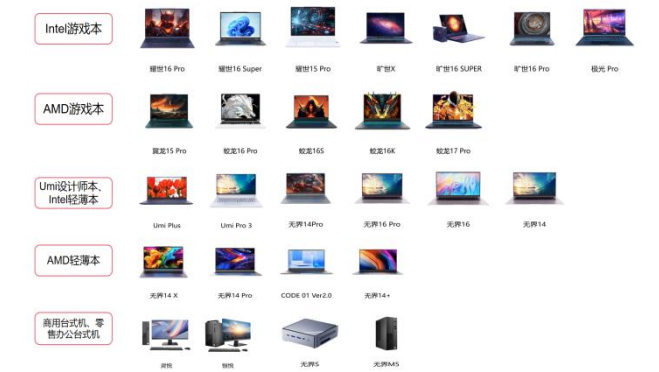 Intel游戏本
耀世16 Pro
耀世16 Super
耀世15 Pro
旷世X
旷世16 SUPER
旷世16 Pro
极光 Pro
AMD游戏本
翼龙15 Pro
蛟龙16 Pro
蛟龙16S
蛟龙16K
蛟龙17 Pro
Umi设计师本、
Intel轻薄本
Umi Plus
Umi Pro 3
无界14Pro
无界16 Pro
无界16
无界14
AMD轻薄本
无界14 X
无界14 Pro
CODE 01 Ver2.0
无界14+
商用台式机、零
售办公台式机
无界S
无界MS